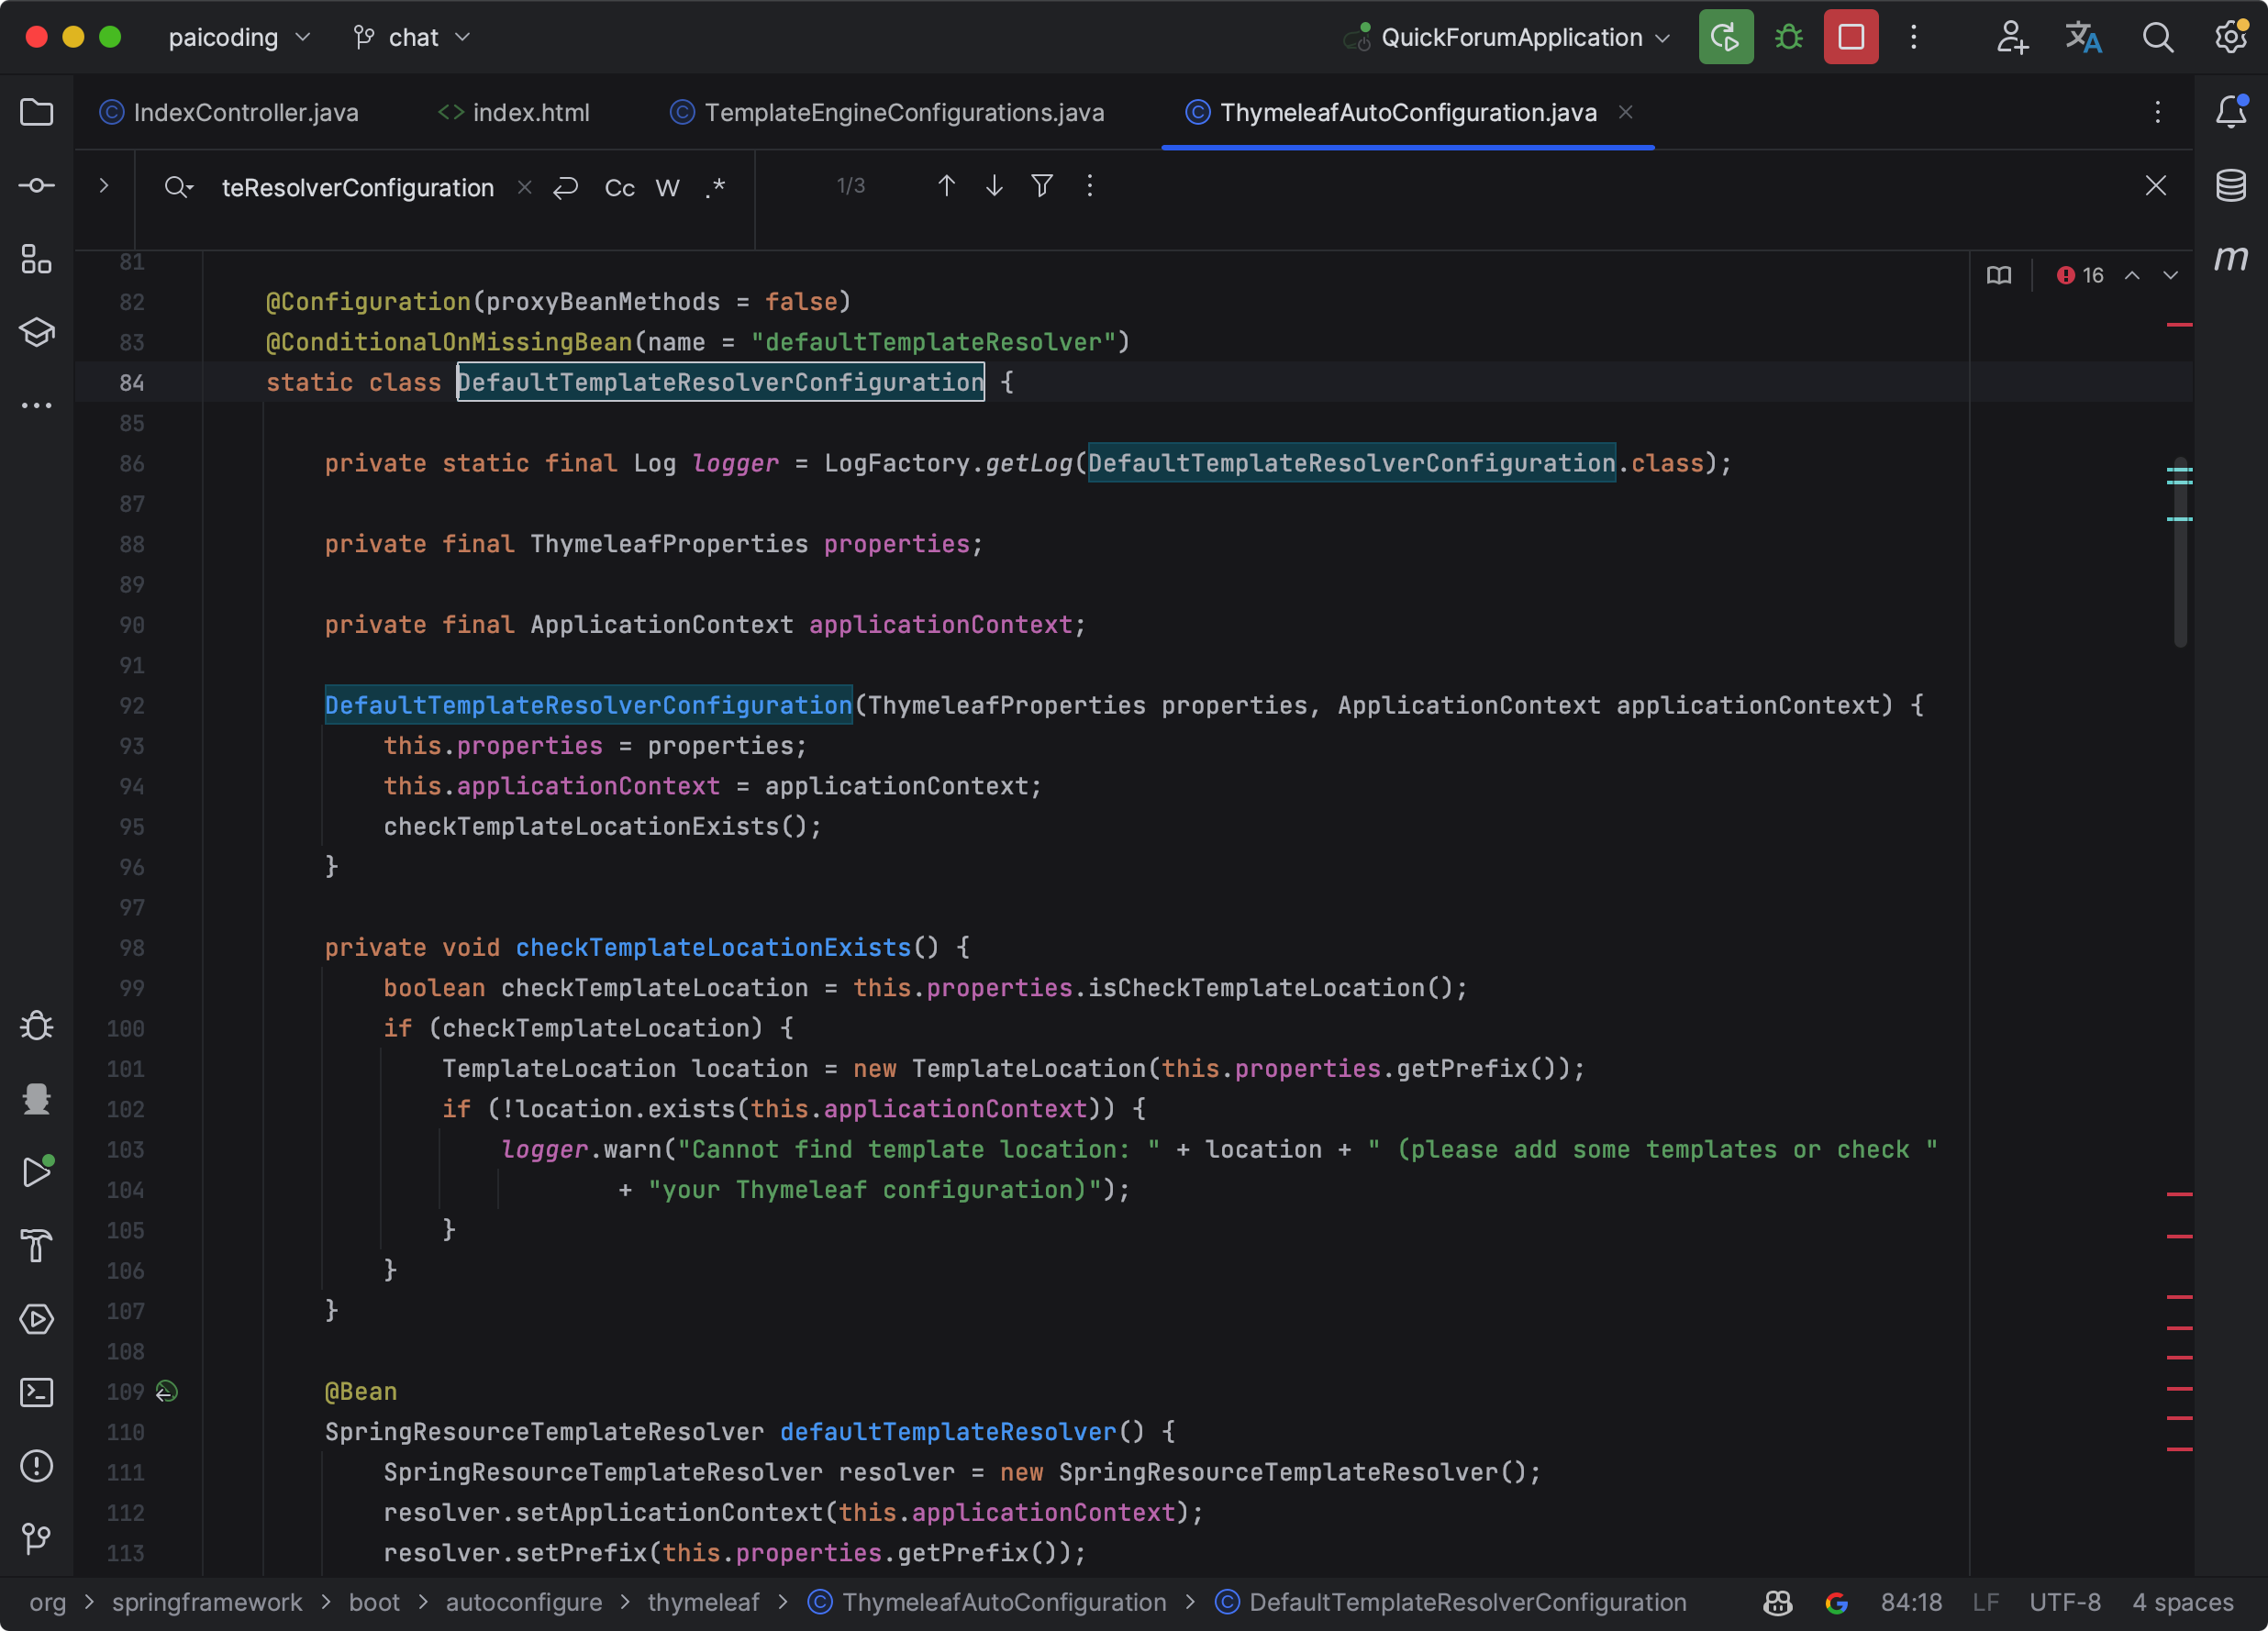 paicoding
chat
QuickForumApplication
IndexController.java
index.html
TemplateEngineConfigurations.java
ThymeleafAutoConfiguration.java
teResolverConfiguration
Cc
W
.*
1/3
16
81
82 @Configuration(proxyBeanMethods = false)
83 @ConditionalOnMissingBean(name = "defaultTemplateResolver")
84 static class DefaultTemplateResolverConfiguration {
85
86 private static final Log logger = LogFactory.getLog(DefaultTemplateResolverConfiguration.class);
87
88 private final ThymeleafProperties properties;
89
90 private final ApplicationContext applicationContext;
91
92 DefaultTemplateResolverConfiguration(ThymeleafProperties properties, ApplicationContext applicationContext) {
93 this.properties = properties;
94 this.applicationContext = applicationContext;
95 checkTemplateLocationExists();
96 }
97
98 private void checkTemplateLocationExists() {
99 boolean checkTemplateLocation = this.properties.isCheckTemplateLocation();
100 if (checkTemplateLocation) {
101 TemplateLocation location = new TemplateLocation(this.properties.getPrefix());
102 if (!location.exists(this.applicationContext)) {
103 logger.warn("Cannot find template location: " + location + " (please add some templates or check "
104 + "your Thymeleaf configuration)");
105 }
106 }
107 }
108
109 @Bean
110 SpringResourceTemplateResolver defaultTemplateResolver() {
111 SpringResourceTemplateResolver resolver = new SpringResourceTemplateResolver();
112 resolver.setApplicationContext(this.applicationContext);
113 resolver.setPrefix(this.properties.getPrefix());
org > springframework > boot > autoconfigure > thymeleaf > ThymeleafAutoConfiguration > DefaultTemplateResolverConfiguration
84:18
LF
UTF-8
4 spaces